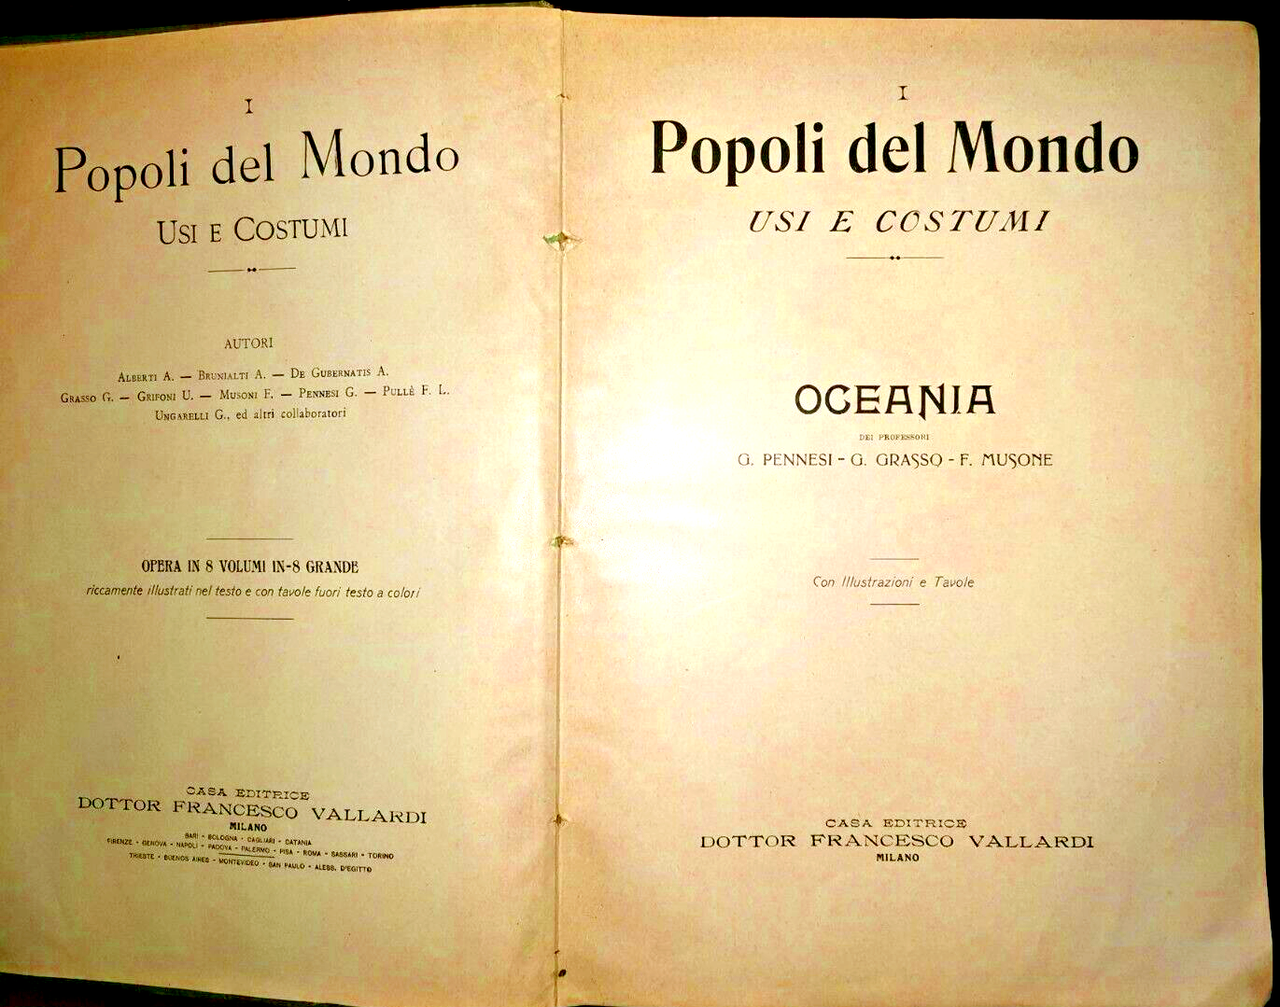 I
Popoli del Mondo
USI E COSTUMI
AUTORI
ALBERTI A. — BRUNIALTI A. — DE GUBERNATIS A.
GRASSO G. — GRIFONI U. — MUSONI F. — PENNESI G. — PULLÈ F. L.
UNGARELLI G., ed altri collaboratori
OPERA IN 8 VOLUMI IN-8 GRANDE
riccamente illustrati nel testo e con tavole fuori testo a colori
CASA EDITRICE
DOTTOR FRANCESCO VALLARDI
MILANO
BARI - BOLOGNA - CAGLIARI - CATANIA
FIRENZE - GENOVA - NAPOLI - PADOVA - PALERMO - PISA - ROMA - SASSARI - TORINO
TRIESTE - BUENOS AIRES - MONTEVIDEO - SAN PAULO - ALESS. D'EGITTO
I
Popoli del Mondo
USI E COSTUMI
OCEANIA
DEI PROFESSORI
G. PENNESI - G. GRASSO - F. MUSONE
Con Illustrazioni e Tavole
CASA EDITRICE
DOTTOR FRANCESCO VALLARDI
MILANO